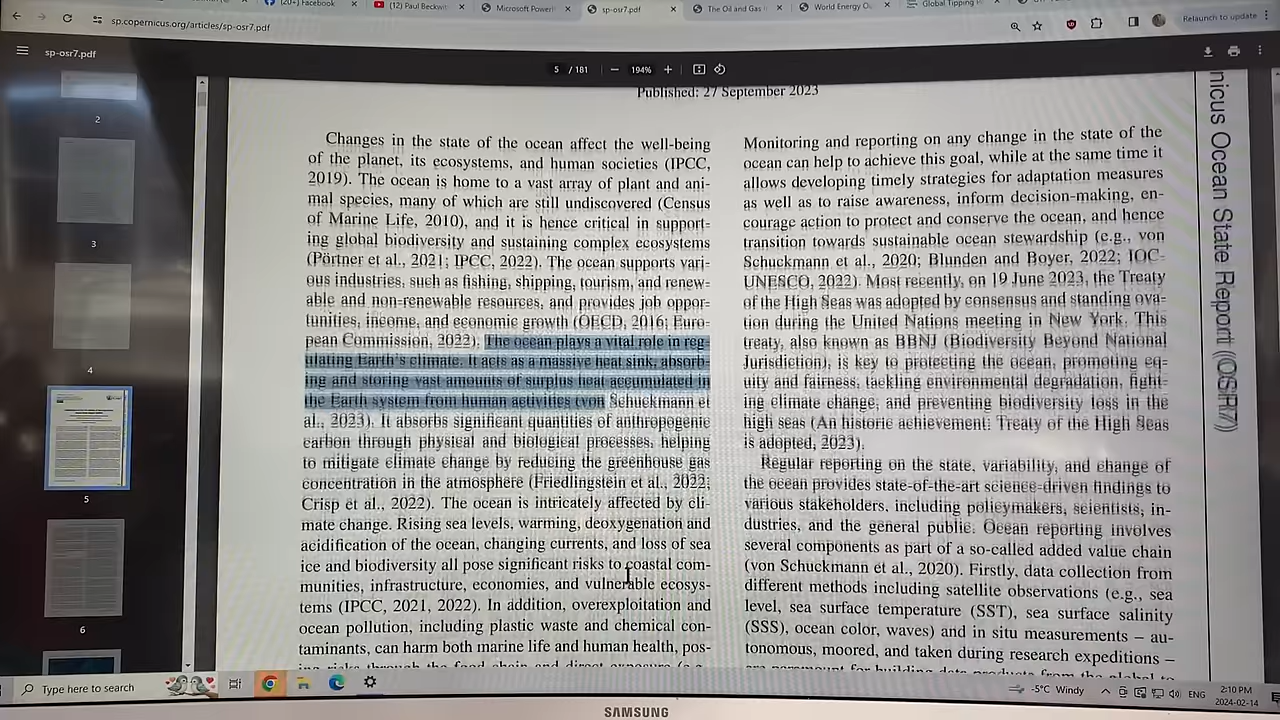 (20+) Facebook
(12) Paul Beckwi
Microsoft Power
sp-osr7.pdf
The Oil and Gas
World Energy O
Global Tipping
sp.copernicus.org/articles/sp-osr7.pdf
Relaunch to update
sp-osr7.pdf
5 / 181
194%
2
3
4
5
6
Published: 27 September 2023
Changes in the state of the ocean affect the well-being
of the planet, its ecosystems, and human societies (IPCC,
2019). The ocean is home to a vast array of plant and ani-
mal species, many of which are still undiscovered (Census
of Marine Life, 2010), and it is hence critical in support-
ing global biodiversity and sustaining complex ecosystems
(Pörtner et al., 2021; IPCC, 2022). The ocean supports vari-
ous industries, such as fishing, shipping, tourism, and renew-
able and non-renewable resources, and provides job oppor-
tunities, income, and economic growth (OECD, 2016; Euro-
pean Commission, 2022). The ocean plays a vital role in reg-
ulating Earth's climate. It acts as a massive heat sink, absorb-
ing and storing vast amounts of surplus heat accumulated in
the Earth system from human activities (von Schuckmann et
al., 2023). It absorbs significant quantities of anthropogenic
carbon through physical and biological processes, helping
to mitigate climate change by reducing the greenhouse gas
concentration in the atmosphere (Friedlingstein et al., 2022;
Crisp et al., 2022). The ocean is intricately affected by cli-
mate change. Rising sea levels, warming, deoxygenation and
acidification of the ocean, changing currents, and loss of sea
ice and biodiversity all pose significant risks to coastal com-
munities, infrastructure, economies, and vulnerable ecosys-
tems (IPCC, 2021, 2022). In addition, overexploitation and
ocean pollution, including plastic waste and chemical con-
taminants, can harm both marine life and human health, pos-
ing risks through the food chain and direct exposure
Monitoring and reporting on any change in the state of the
ocean can help to achieve this goal, while at the same time it
allows developing timely strategies for adaptation measures
as well as to raise awareness, inform decision-making, en-
courage action to protect and conserve the ocean, and hence
transition towards sustainable ocean stewardship (e.g., von
Schuckmann et al., 2020; Blunden and Boyer, 2022; IOC-
UNESCO, 2022). Most recently, on 19 June 2023, the Treaty
of the High Seas was adopted by consensus and standing ova-
tion during the United Nations meeting in New York. This
treaty, also known as BBNJ (Biodiversity Beyond National
Jurisdiction), is key to protecting the ocean, promoting eq-
uity and fairness, tackling environmental degradation, fight-
ing climate change, and preventing biodiversity loss in the
high seas (An historic achievement: Treaty of the High Seas
is adopted, 2023).
Regular reporting on the state, variability, and change of
the ocean provides state-of-the-art science-driven findings to
various stakeholders, including policymakers, scientists, in-
dustries, and the general public. Ocean reporting involves
several components as part of a so-called added value chain
(von Schuckmann et al., 2020). Firstly, data collection from
different methods including satellite observations (e.g., sea
level, sea surface temperature (SST), sea surface salinity
(SSS), ocean color, waves) and in situ measurements – au-
tonomous, moored, and taken during research expeditions –
are paramount for building data products from the global to
nicus Ocean State Report (OSR7)
Type here to search
-5°C Windy
ENG
2:10 PM
2024-02-14
SAMSUNG